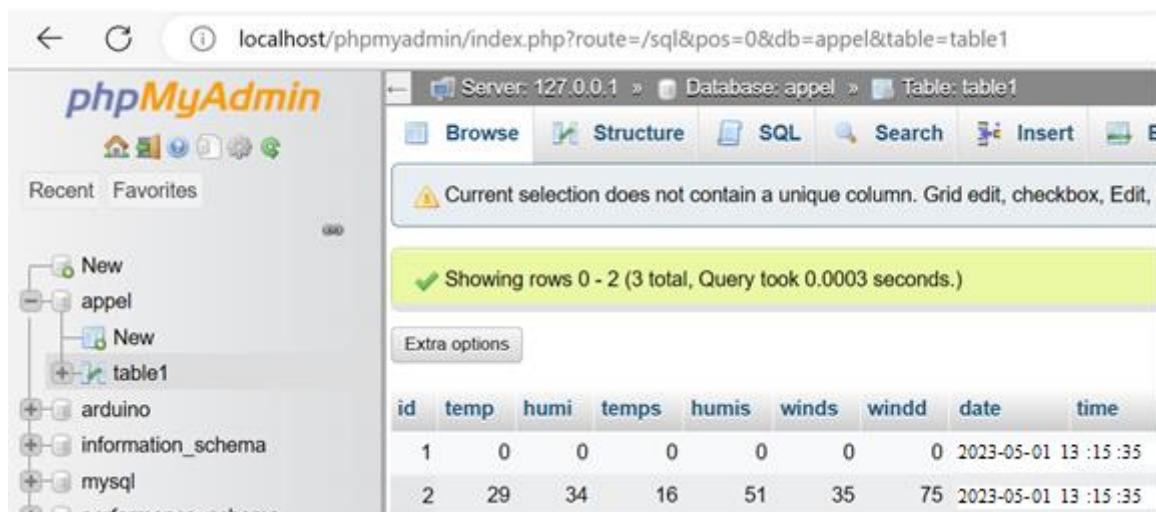 localhost/phpmyadmin/index.php?route=/sql&pos=0&db=appel&table=table1
phpMyAdmin
Recent Favorites
New
appel
New
table1
arduino
information_schema
mysql
Server: 127.0.0.1 » Database: appel » Table: table1
Browse Structure SQL Search Insert E
Current selection does not contain a unique column. Grid edit, checkbox, Edit,
Showing rows 0 - 2 (3 total, Query took 0.0003 seconds.)
Extra options
id temp humi temps humis winds windd date time
1 0 0 0 0 0 0 2023-05-01 13 :15 :35
2 29 34 16 51 35 75 2023-05-01 13 :15 :35